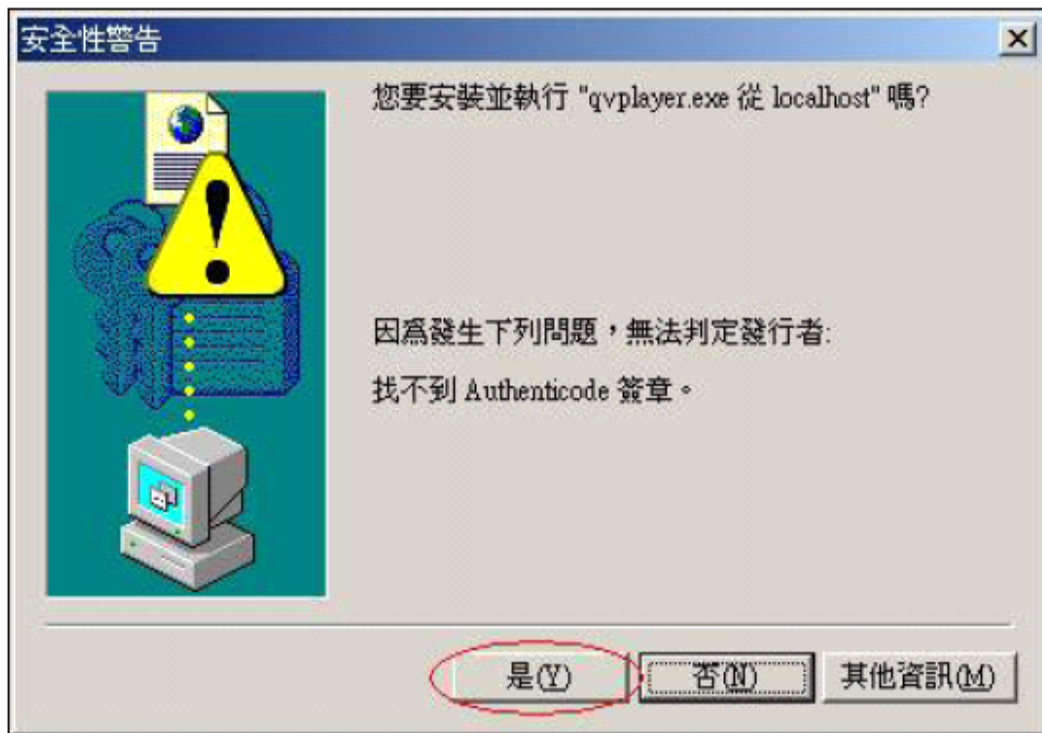 安全性警告
您要安裝並執行 "qvplayer.exe 從 localhost" 嗎?
因爲發生下列問題，無法判定發行者:
找不到 Authenticode 簽章。
是(Y) 否(N) 其他資訊(M)